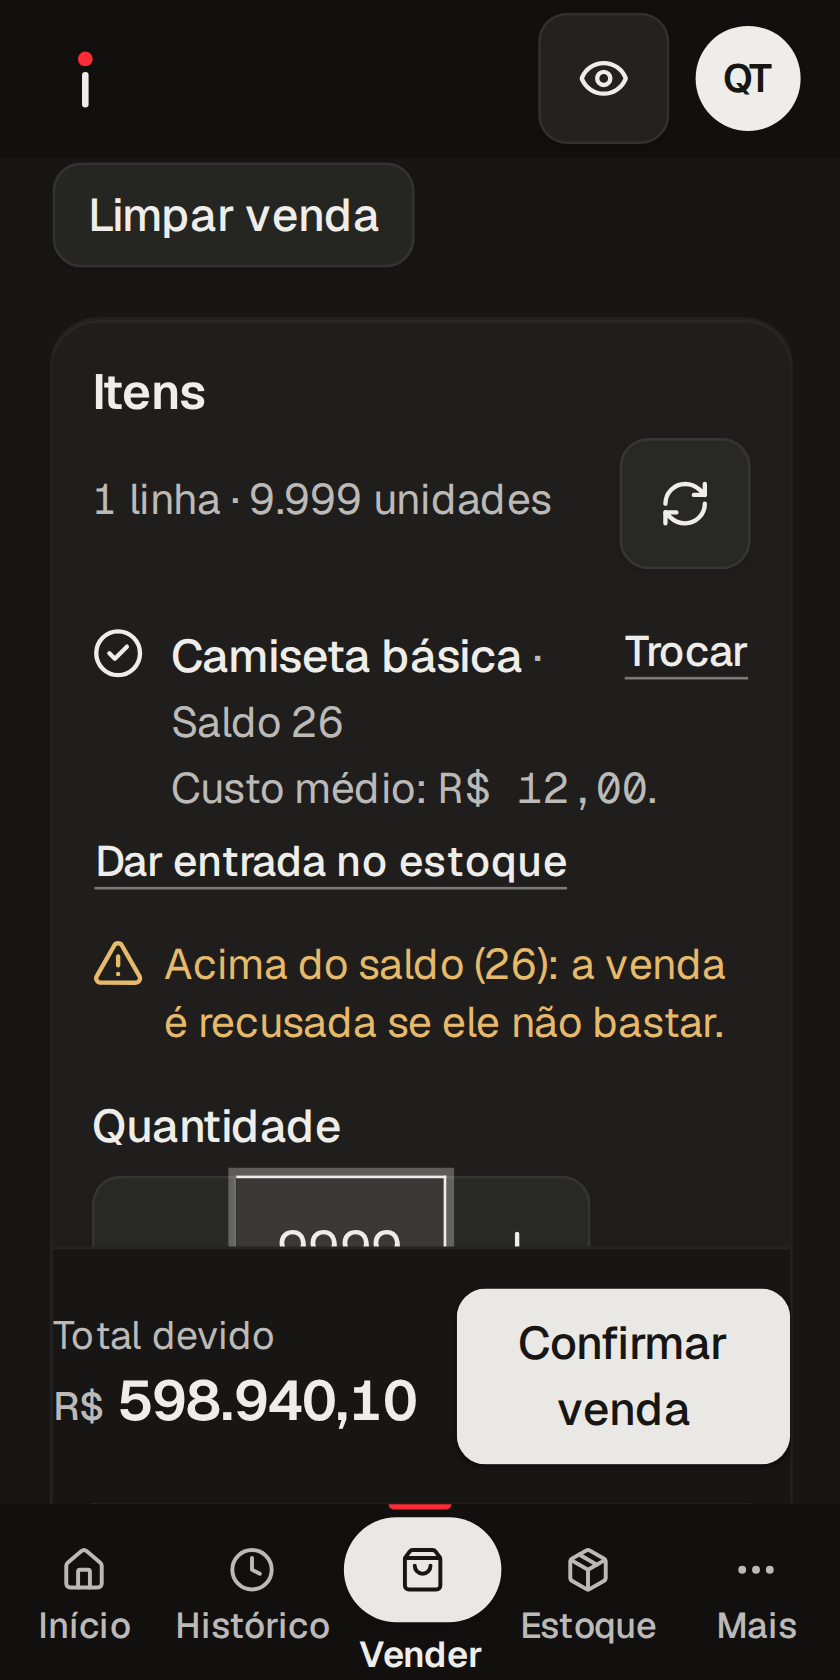 i
QT
Limpar venda
Itens
1 linha · 9.999 unidades
Camiseta básica ·
Trocar
Saldo 26
Custo médio: R$ 12,00.
Dar entrada no estoque
Acima do saldo (26): a venda
é recusada se ele não bastar.
Quantidade
9999
Total devido
R$ 598.940,10
Confirmar
venda
Início
Histórico
Vender
Estoque
Mais